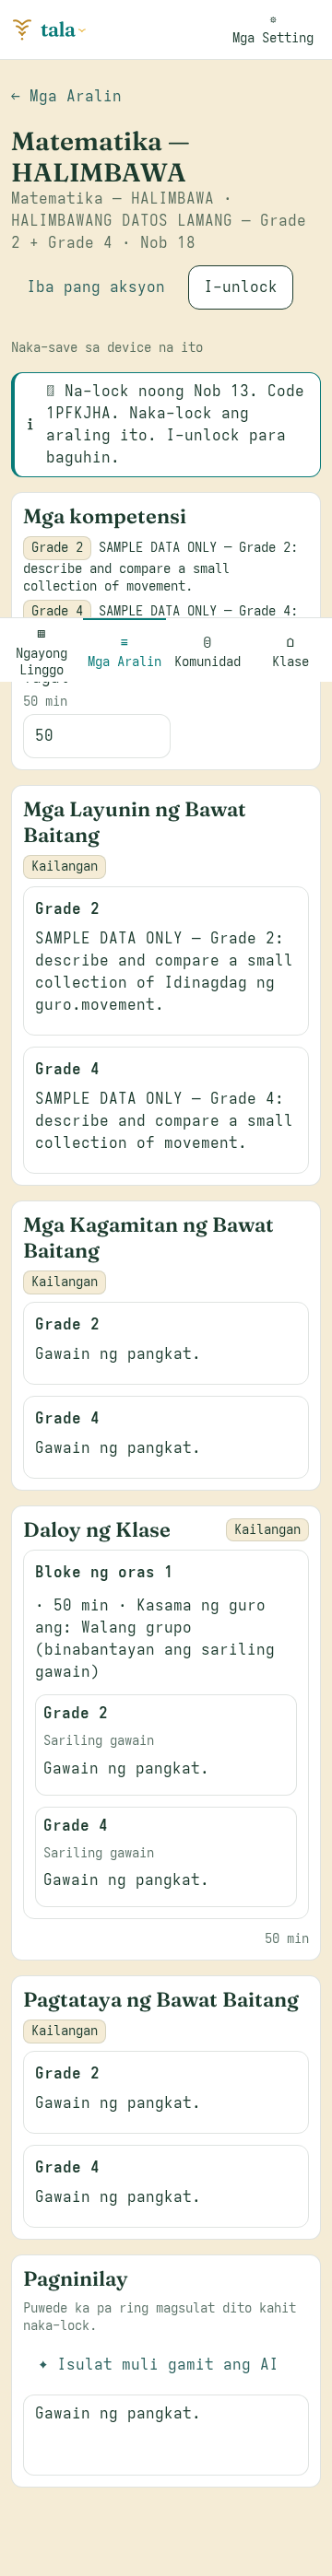 tala
Mga Setting
← Mga Aralin
Matematika —
HALIMBAWA
Matematika — HALIMBAWA ·
HALIMBAWANG DATOS LAMANG — Grade
2 + Grade 4 · Nob 18
Iba pang aksyon
I-unlock
Naka-save sa device na ito
Na-lock noong Nob 13. Code
1PFKJHA. Naka-lock ang
araling ito. I-unlock para
baguhin.
Mga kompetensi
Grade 2 SAMPLE DATA ONLY — Grade 2:
describe and compare a small
collection of movement.
Grade 4 SAMPLE DATA ONLY — Grade 4:
Ngayong
Linggo
Mga Aralin
Komunidad
Klase
50 min
50
Mga Layunin ng Bawat
Baitang
Kailangan
Grade 2
SAMPLE DATA ONLY — Grade 2:
describe and compare a small
collection of Idinagdag ng
guro.movement.
Grade 4
SAMPLE DATA ONLY — Grade 4:
describe and compare a small
collection of movement.
Mga Kagamitan ng Bawat
Baitang
Kailangan
Grade 2
Gawain ng pangkat.
Grade 4
Gawain ng pangkat.
Daloy ng Klase
Kailangan
Bloke ng oras 1
· 50 min · Kasama ng guro
ang: Walang grupo
(binabantayan ang sariling
gawain)
Grade 2
Sariling gawain
Gawain ng pangkat.
Grade 4
Sariling gawain
Gawain ng pangkat.
50 min
Pagtataya ng Bawat Baitang
Kailangan
Grade 2
Gawain ng pangkat.
Grade 4
Gawain ng pangkat.
Pagninilay
Puwede ka pa ring magsulat dito kahit
naka-lock.
✦ Isulat muli gamit ang AI
Gawain ng pangkat.